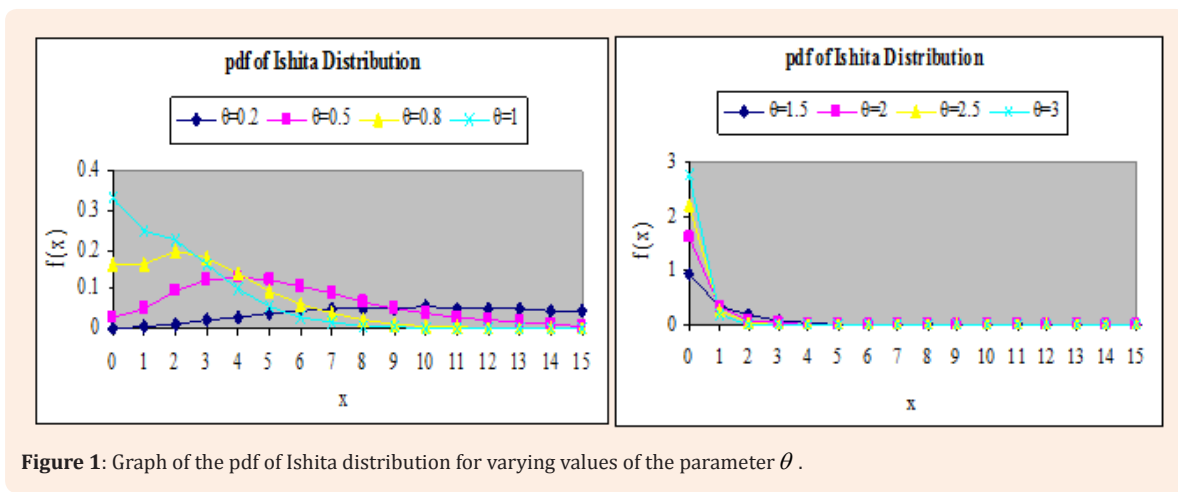 pdf of Ishita Distribution
θ=0.2 θ=0.5 θ=0.8 θ=1
0.4
0.3
0.2
0.1
0
f(x)
0 1 2 3 4 5 6 7 8 9 10 11 12 13 14 15
x
pdf of Ishita Distribution
θ=1.5 θ=2 θ=2.5 θ=3
3
2
1
0
f(x)
0 1 2 3 4 5 6 7 8 9 10 11 12 13 14 15
x
Figure 1: Graph of the pdf of Ishita distribution for varying values of the parameter θ .